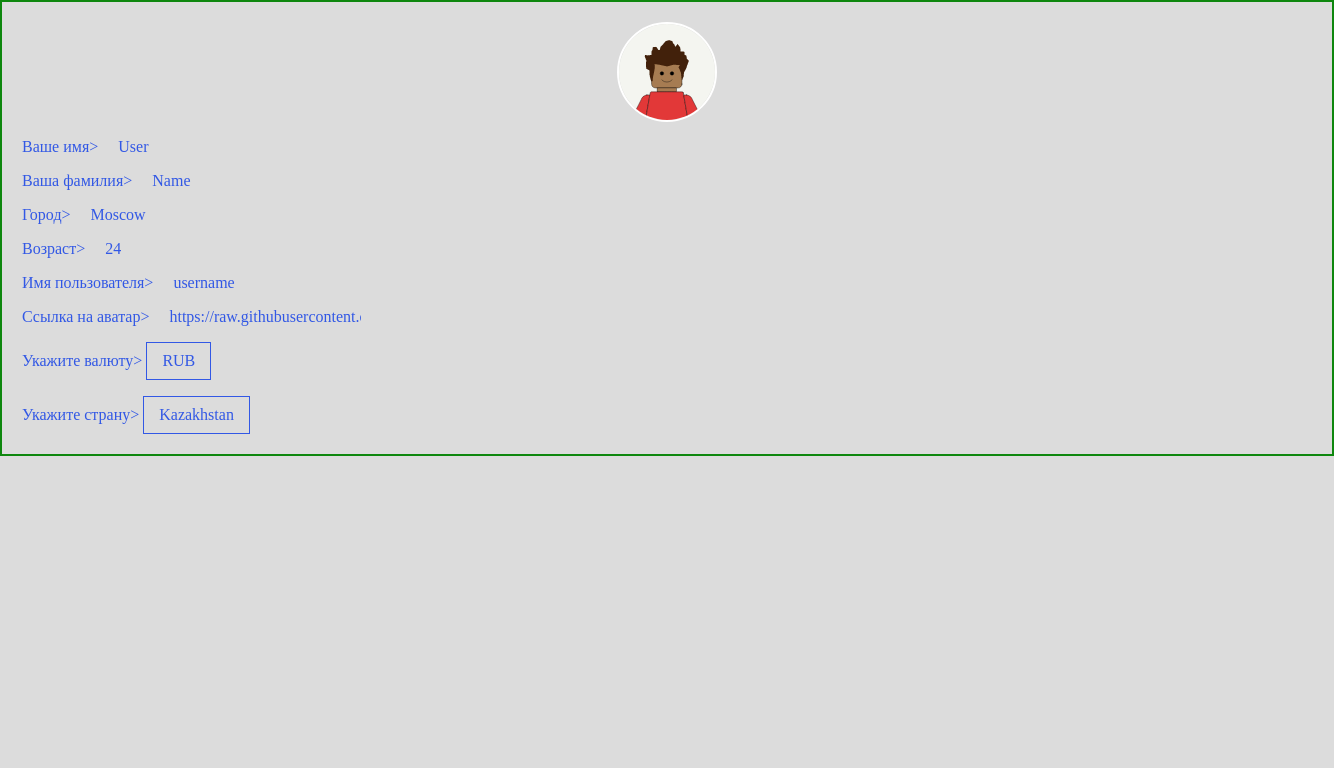 Ваше имя> User
Ваша фамилия> Name
Город> Moscow
Возраст> 24
Имя пользователя> username
Ссылка на аватар> https://raw.githubusercontent.
Укажите валюту> RUB
Укажите страну> Kazakhstan